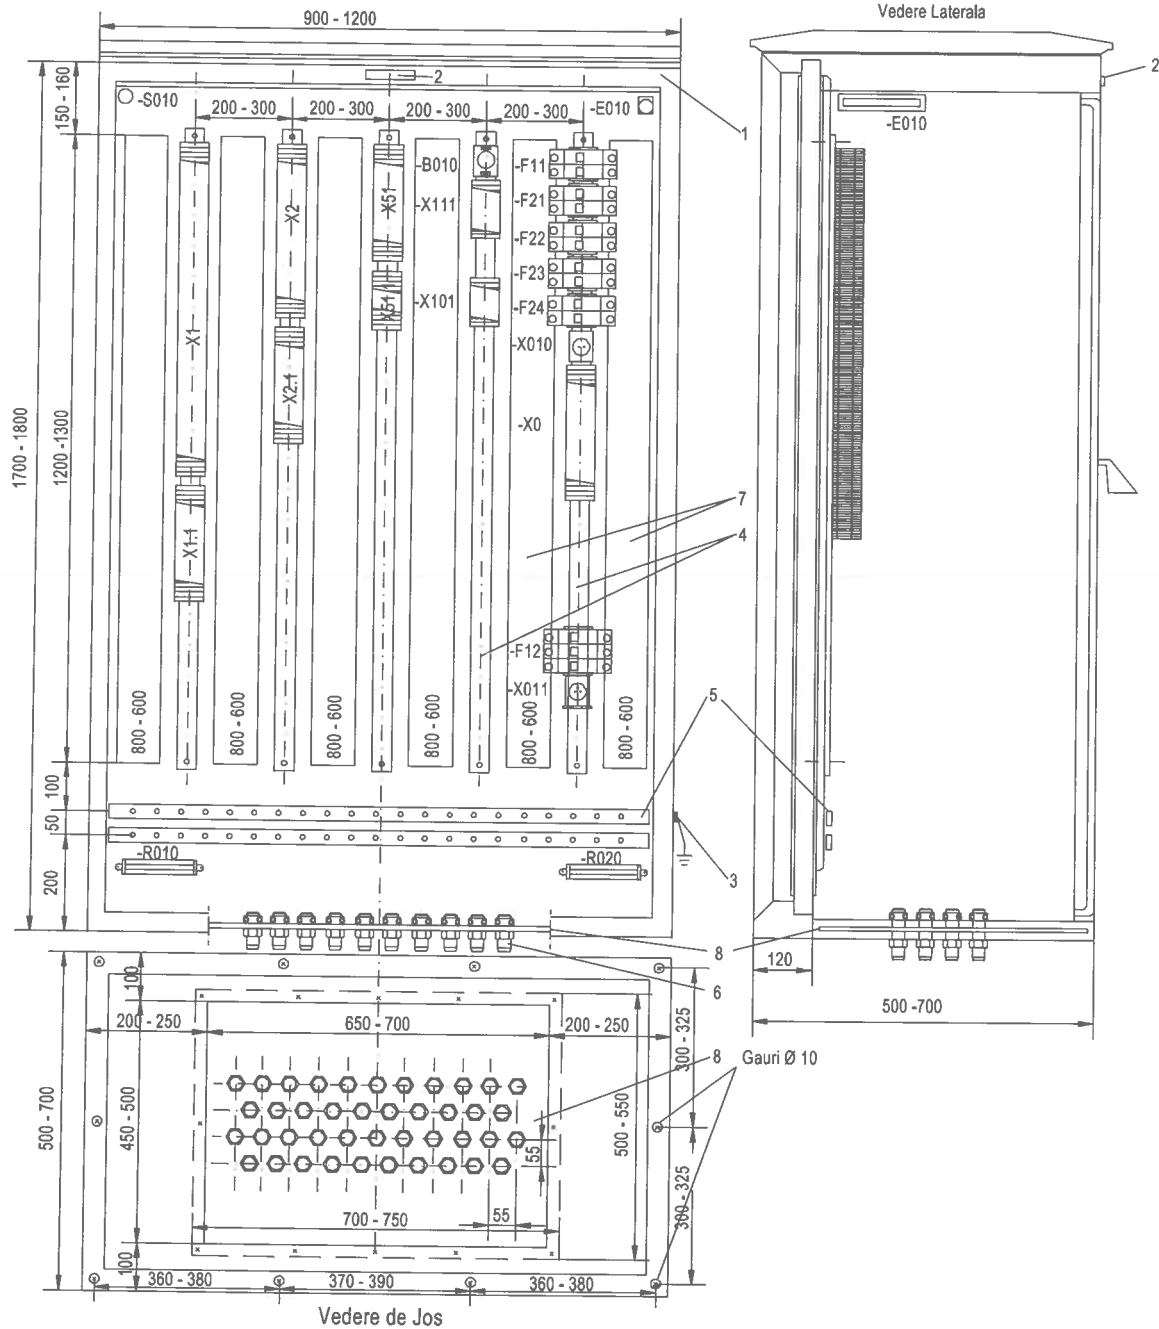 900 - 1200
Vedere Laterala
2
2
150 - 160
-S010
200 - 300
200 - 300
200 - 300
200 - 300
-E010
-E010
1
X1
X1.1
X2
X2.1
X51
X51.1
-B010
-X111
-X101
-F11
-F21
-F22
-F23
-F24
-X010
-X0
1700 - 1800
1200 -1300
7
4
-F12
-X011
800 - 600
800 - 600
800 - 600
800 - 600
800 - 600
800 - 600
5
100
50
200
-R010
-R020
3
8
6
120
500 -700
100
200 - 250
650 - 700
200 - 250
300 - 325
8
Gauri Ø 10
500 - 700
450 - 500
500 - 550
55
55
700 - 750
300 - 325
100
360 - 380
370 - 390
360 - 380
Vedere de Jos